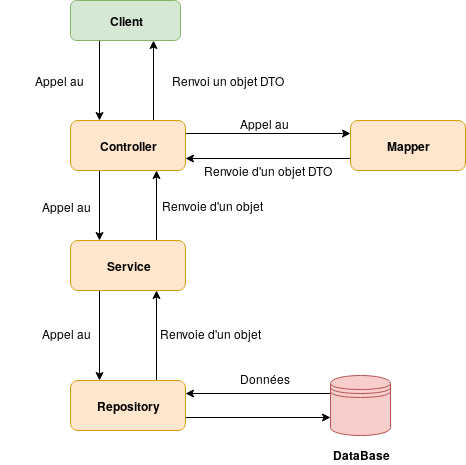 Client
Appel au
Renvoi un objet DTO
Controller
Appel au
Mapper
Renvoie d'un objet DTO
Appel au
Renvoie d'un objet
Service
Appel au
Renvoie d'un objet
Données
Repository
DataBase